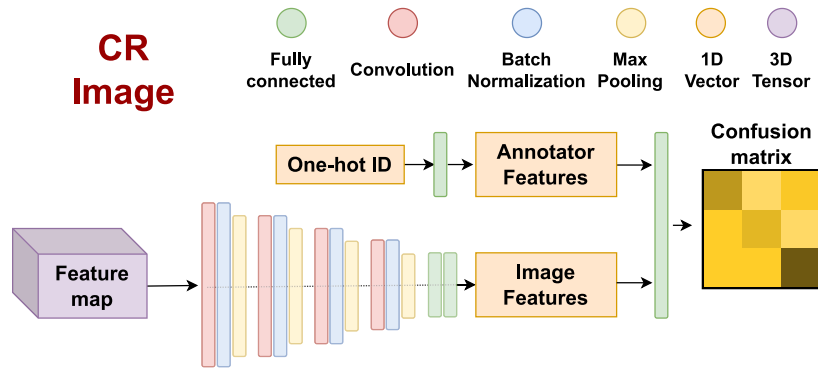 CR
Image
Fully
connected
Convolution
Batch
Normalization
Max
Pooling
1D
Vector
3D
Tensor
One-hot ID
Annotator
Features
Confusion
matrix
Feature
map
Image
Features